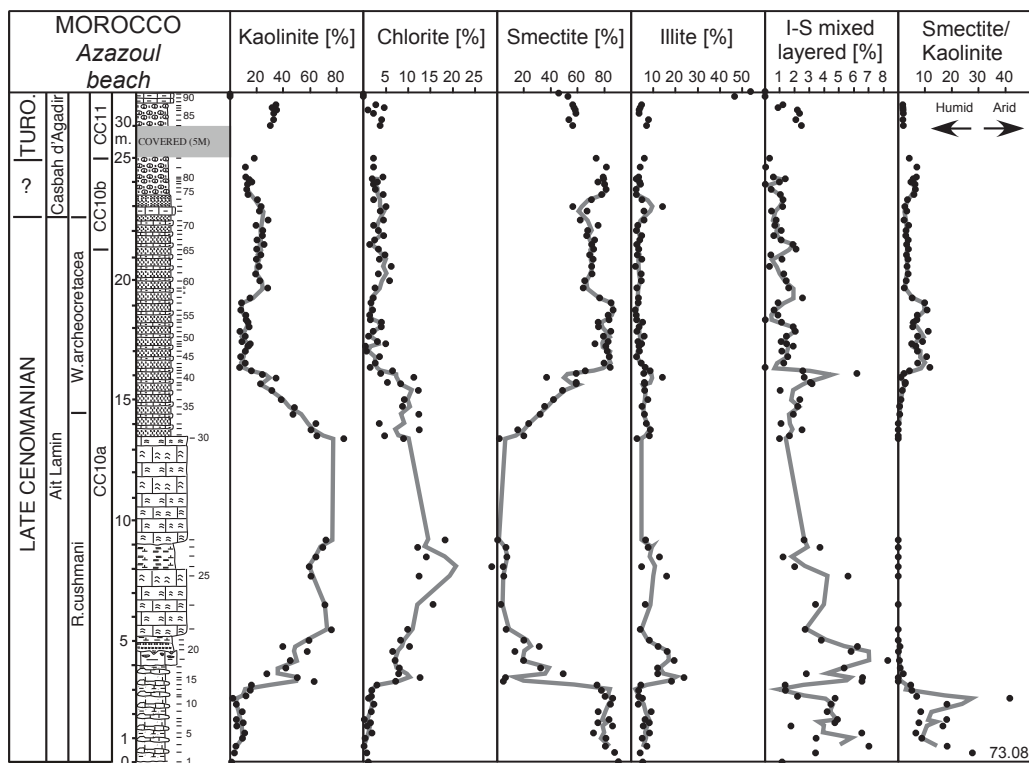 MOROCCO
Azazoul
beach
Kaolinite [%]
20 40 60 80
Chlorite [%]
5 10 15 20 25
Smectite [%]
20 40 60 80
Illite [%]
10 20 30 40 50
I-S mixed
layered [%]
1 2 3 4 5 6 7 8
Smectite/
Kaolinite
10 20 30 40
Humid Arid
TURO.
?
LATE CENOMANIAN
Casbah d'Agadir
Ait Lamin
W.archeocretacea
R.cushmani
CC11
CC10b
CC10a
30
m.
25
20
15
10
5
1
0
COVERED (5M)
90
85
80
75
70
65
60
55
50
45
40
35
30
25
20
15
10
5
1
73.08